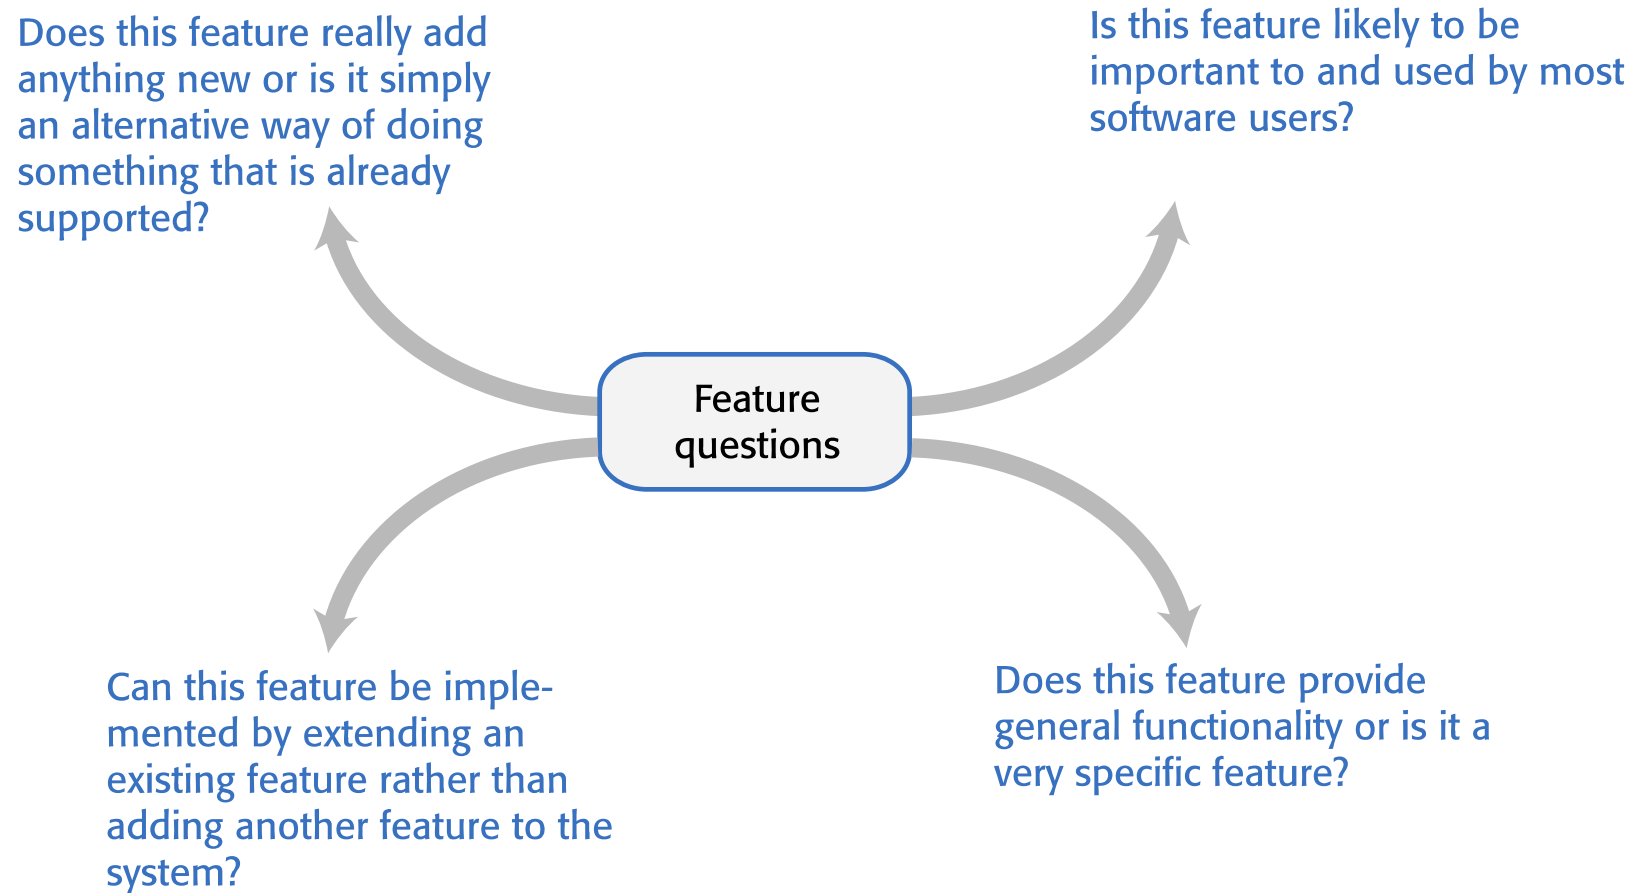 Does this feature really add
anything new or is it simply
an alternative way of doing
something that is already
supported?
Is this feature likely to be
important to and used by most
software users?
Feature
questions
Can this feature be imple-
mented by extending an
existing feature rather than
adding another feature to the
system?
Does this feature provide
general functionality or is it a
very specific feature?